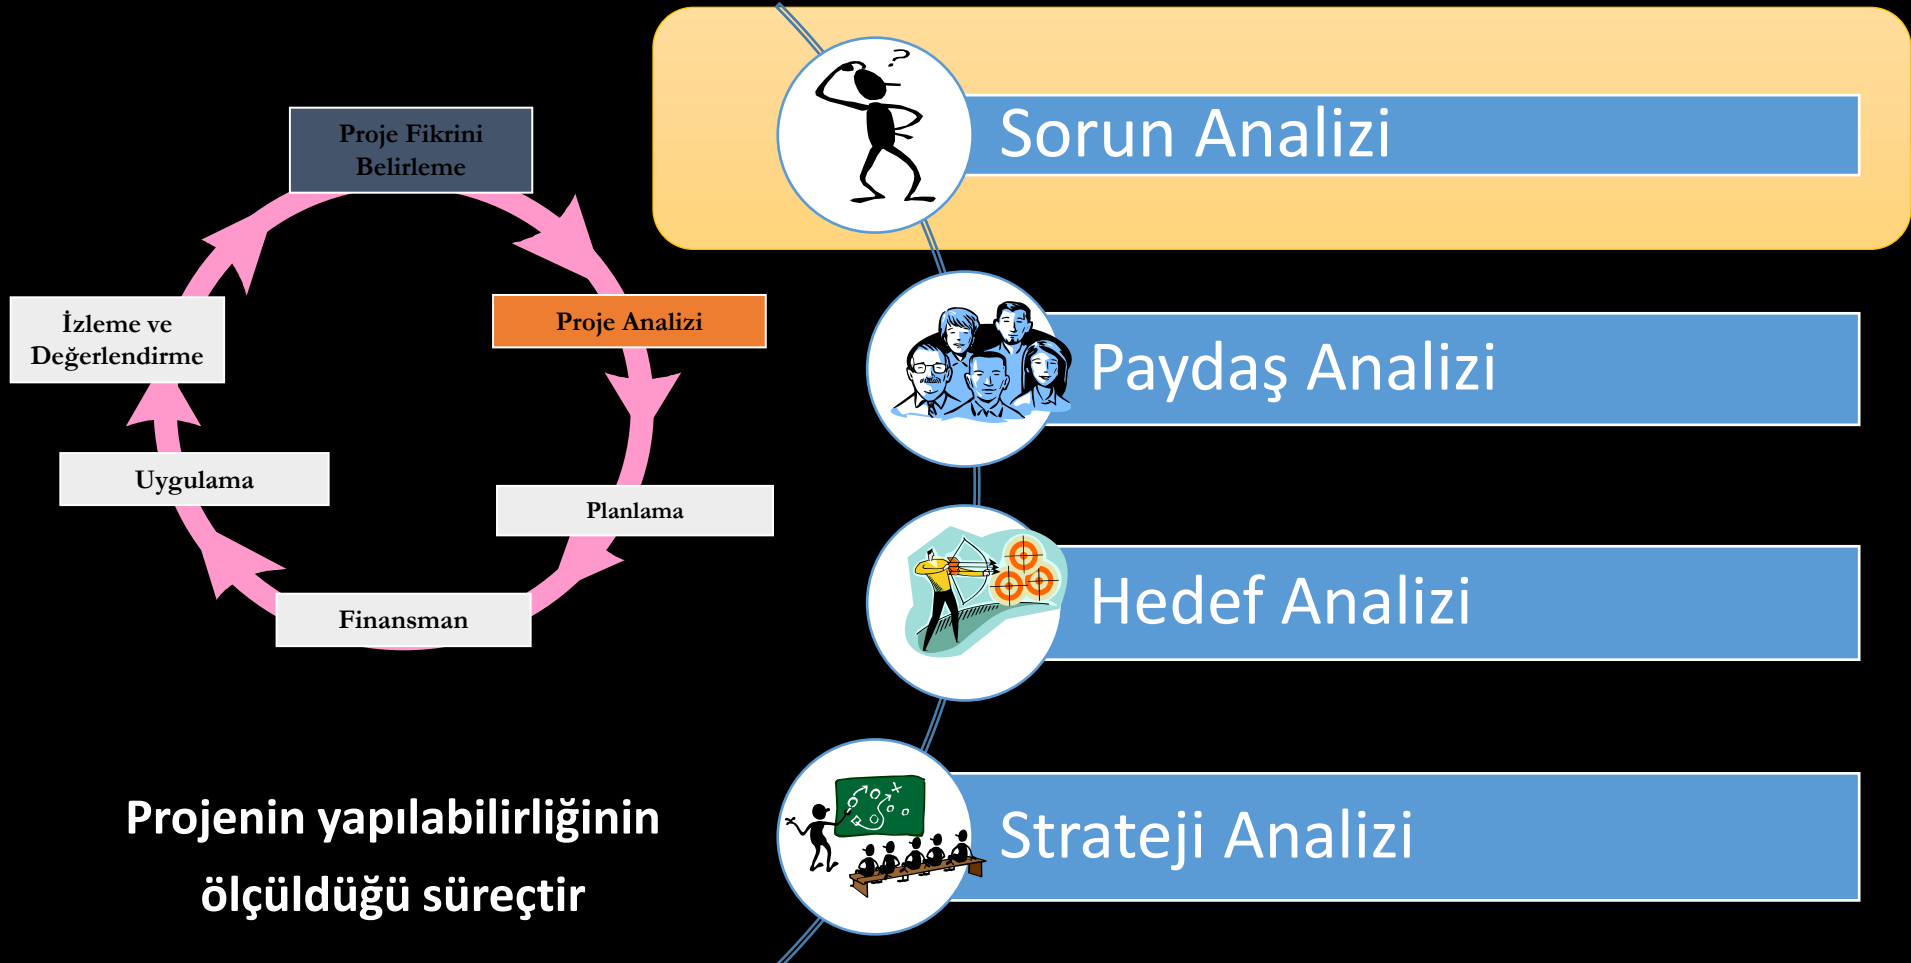 Proje Fikrini
Belirleme
Proje Analizi
Planlama
Finansman
Uygulama
İzleme ve
Değerlendirme
Projenin yapılabilirliğinin
ölçüldüğü süreçtir
?
Sorun Analizi
Paydaş Analizi
Hedef Analizi
Strateji Analizi